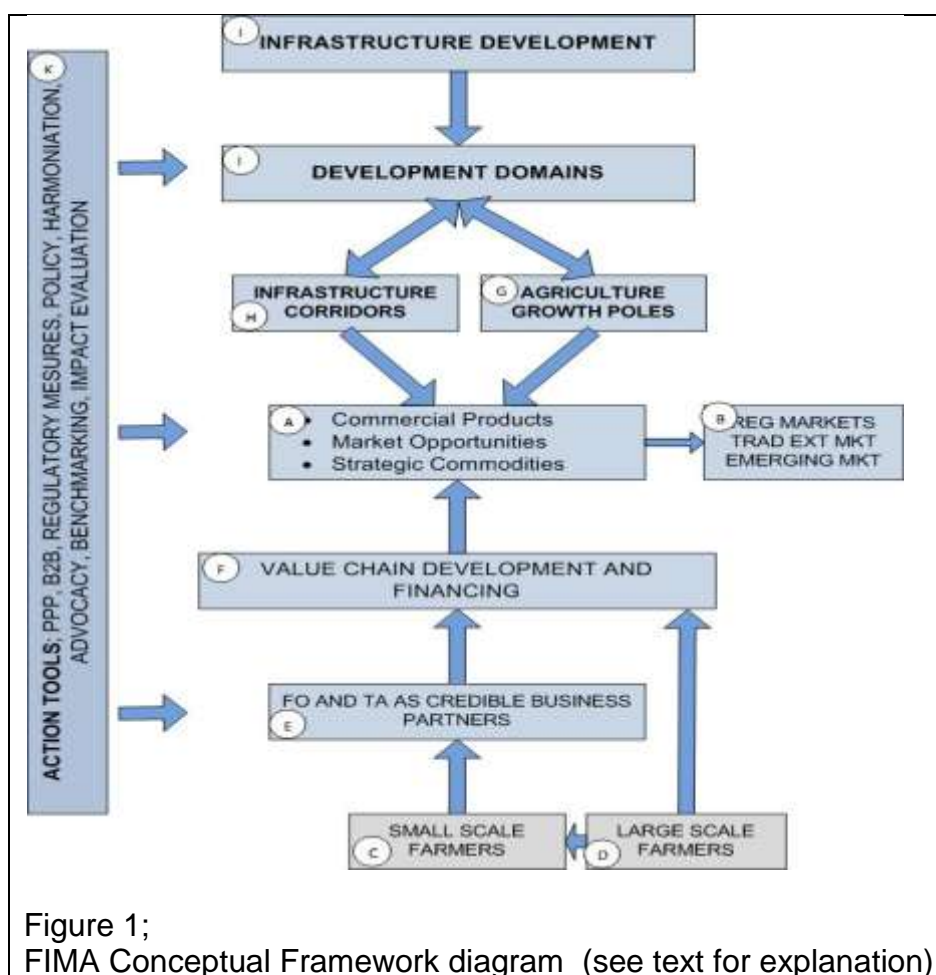 J
INFRASTRUCTURE DEVELOPMENT
K
ACTION TOOLS; PPP, B2B, REGULATORY MESURES, POLICY, HARMONIATION,
ADVOCACY, BENCHMARKING, IMPACT EVALUATION
I
DEVELOPMENT DOMAINS
INFRASTRUCTURE
CORRIDORS
H
G
AGRICULTURE
GROWTH POLES
A
• Commercial Products
• Market Opportunities
• Strategic Commodities
B
REG MARKETS
TRAD EXT MKT
EMERGING MKT
F
VALUE CHAIN DEVELOPMENT AND
FINANCING
FO AND TA AS CREDIBLE BUSINESS
PARTNERS
E
SMALL SCALE
FARMERS
C
LARGE SCALE
FARMERS
D
Figure 1;
FIMA Conceptual Framework diagram (see text for explanation)